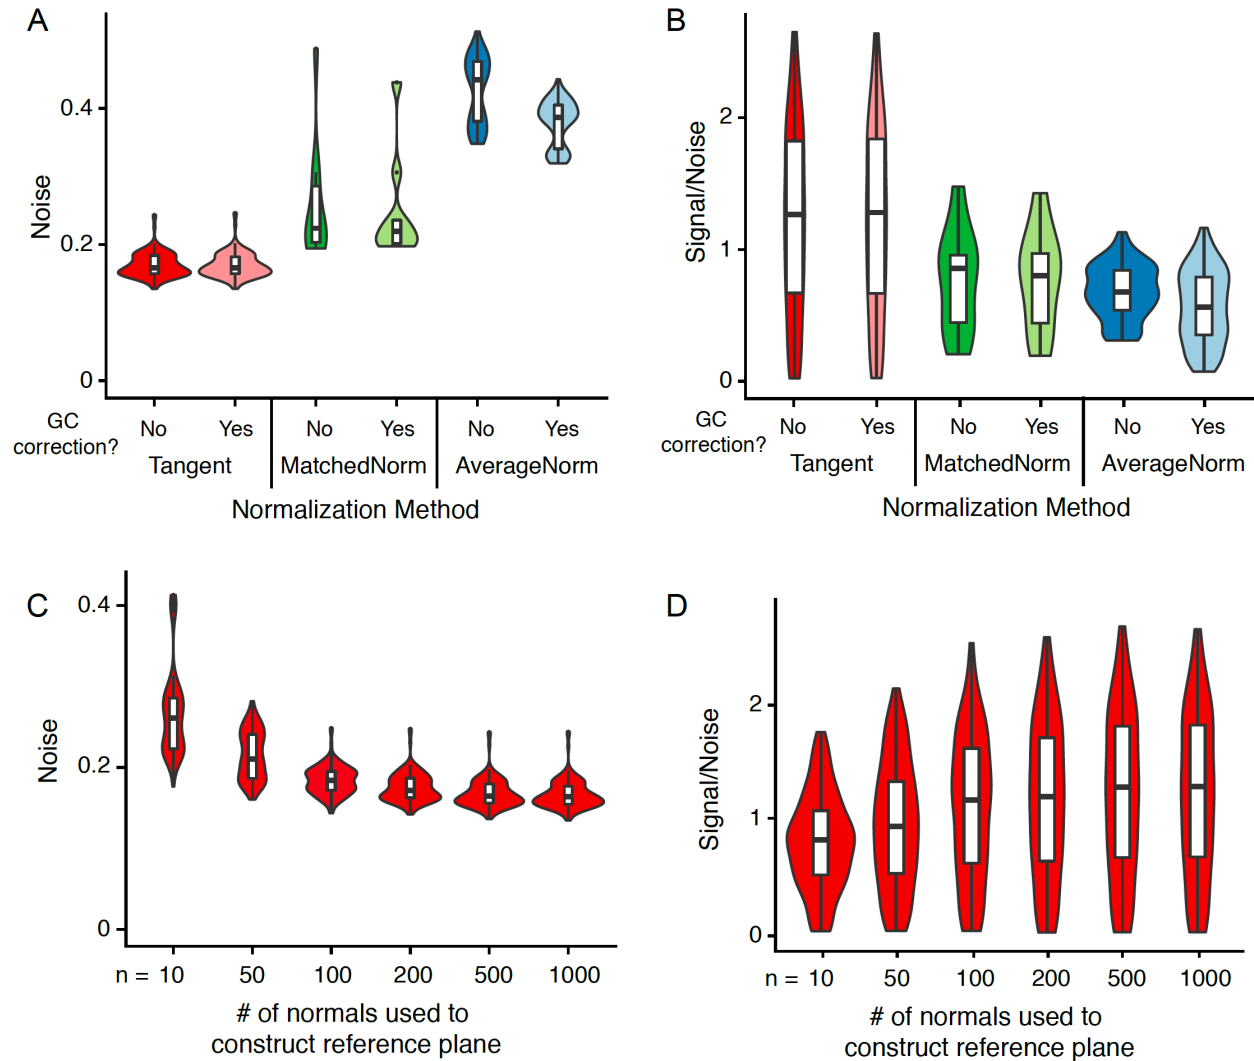 A
Noise
0.4
0.2
0
GC
correction?
No Yes No Yes No Yes
Tangent MatchedNorm AverageNorm
Normalization Method
B
Signal/Noise
2
1
0
GC
correction?
No Yes No Yes No Yes
Tangent MatchedNorm AverageNorm
Normalization Method
C
Noise
0.4
0.2
0
n = 10 50 100 200 500 1000
# of normals used to
construct reference plane
D
Signal/Noise
2
1
0
n = 10 50 100 200 500 1000
# of normals used to
construct reference plane